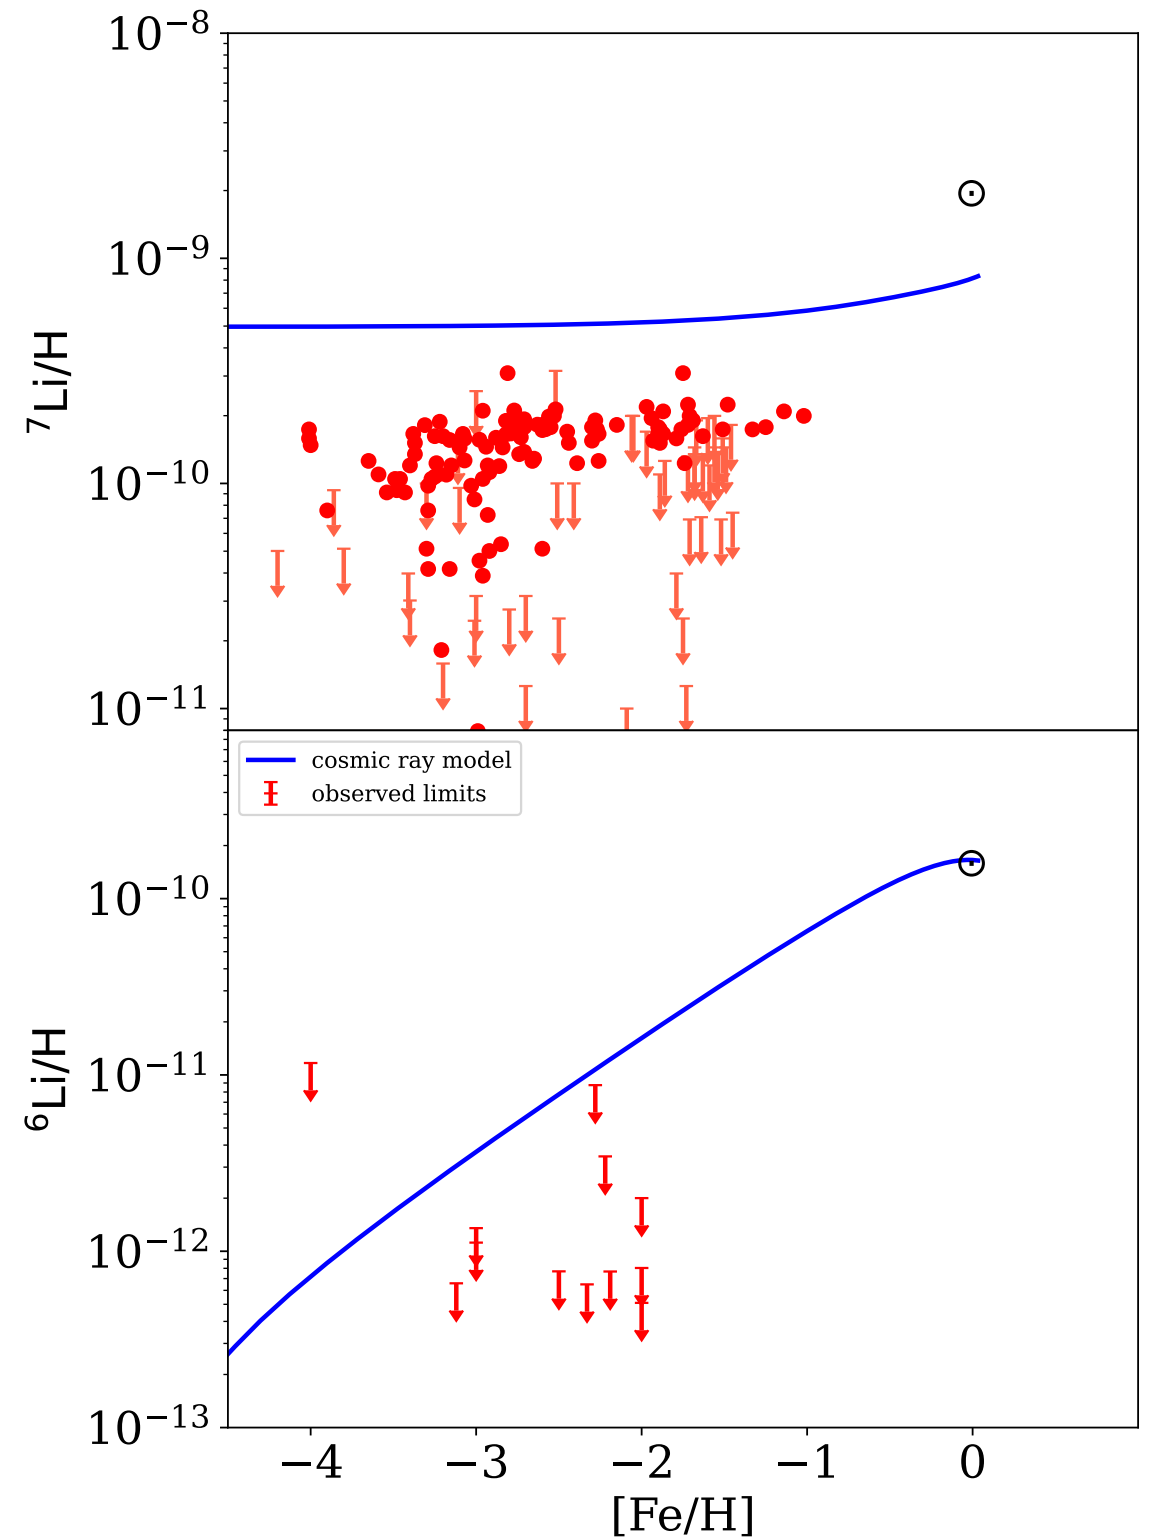 10⁻⁸
10⁻⁹
⁷Li/H
10⁻¹⁰
10⁻¹¹
cosmic ray model
observed limits
10⁻¹⁰
⁶Li/H
10⁻¹¹
10⁻¹²
10⁻¹³
−4 −3 −2 −1 0
[Fe/H]